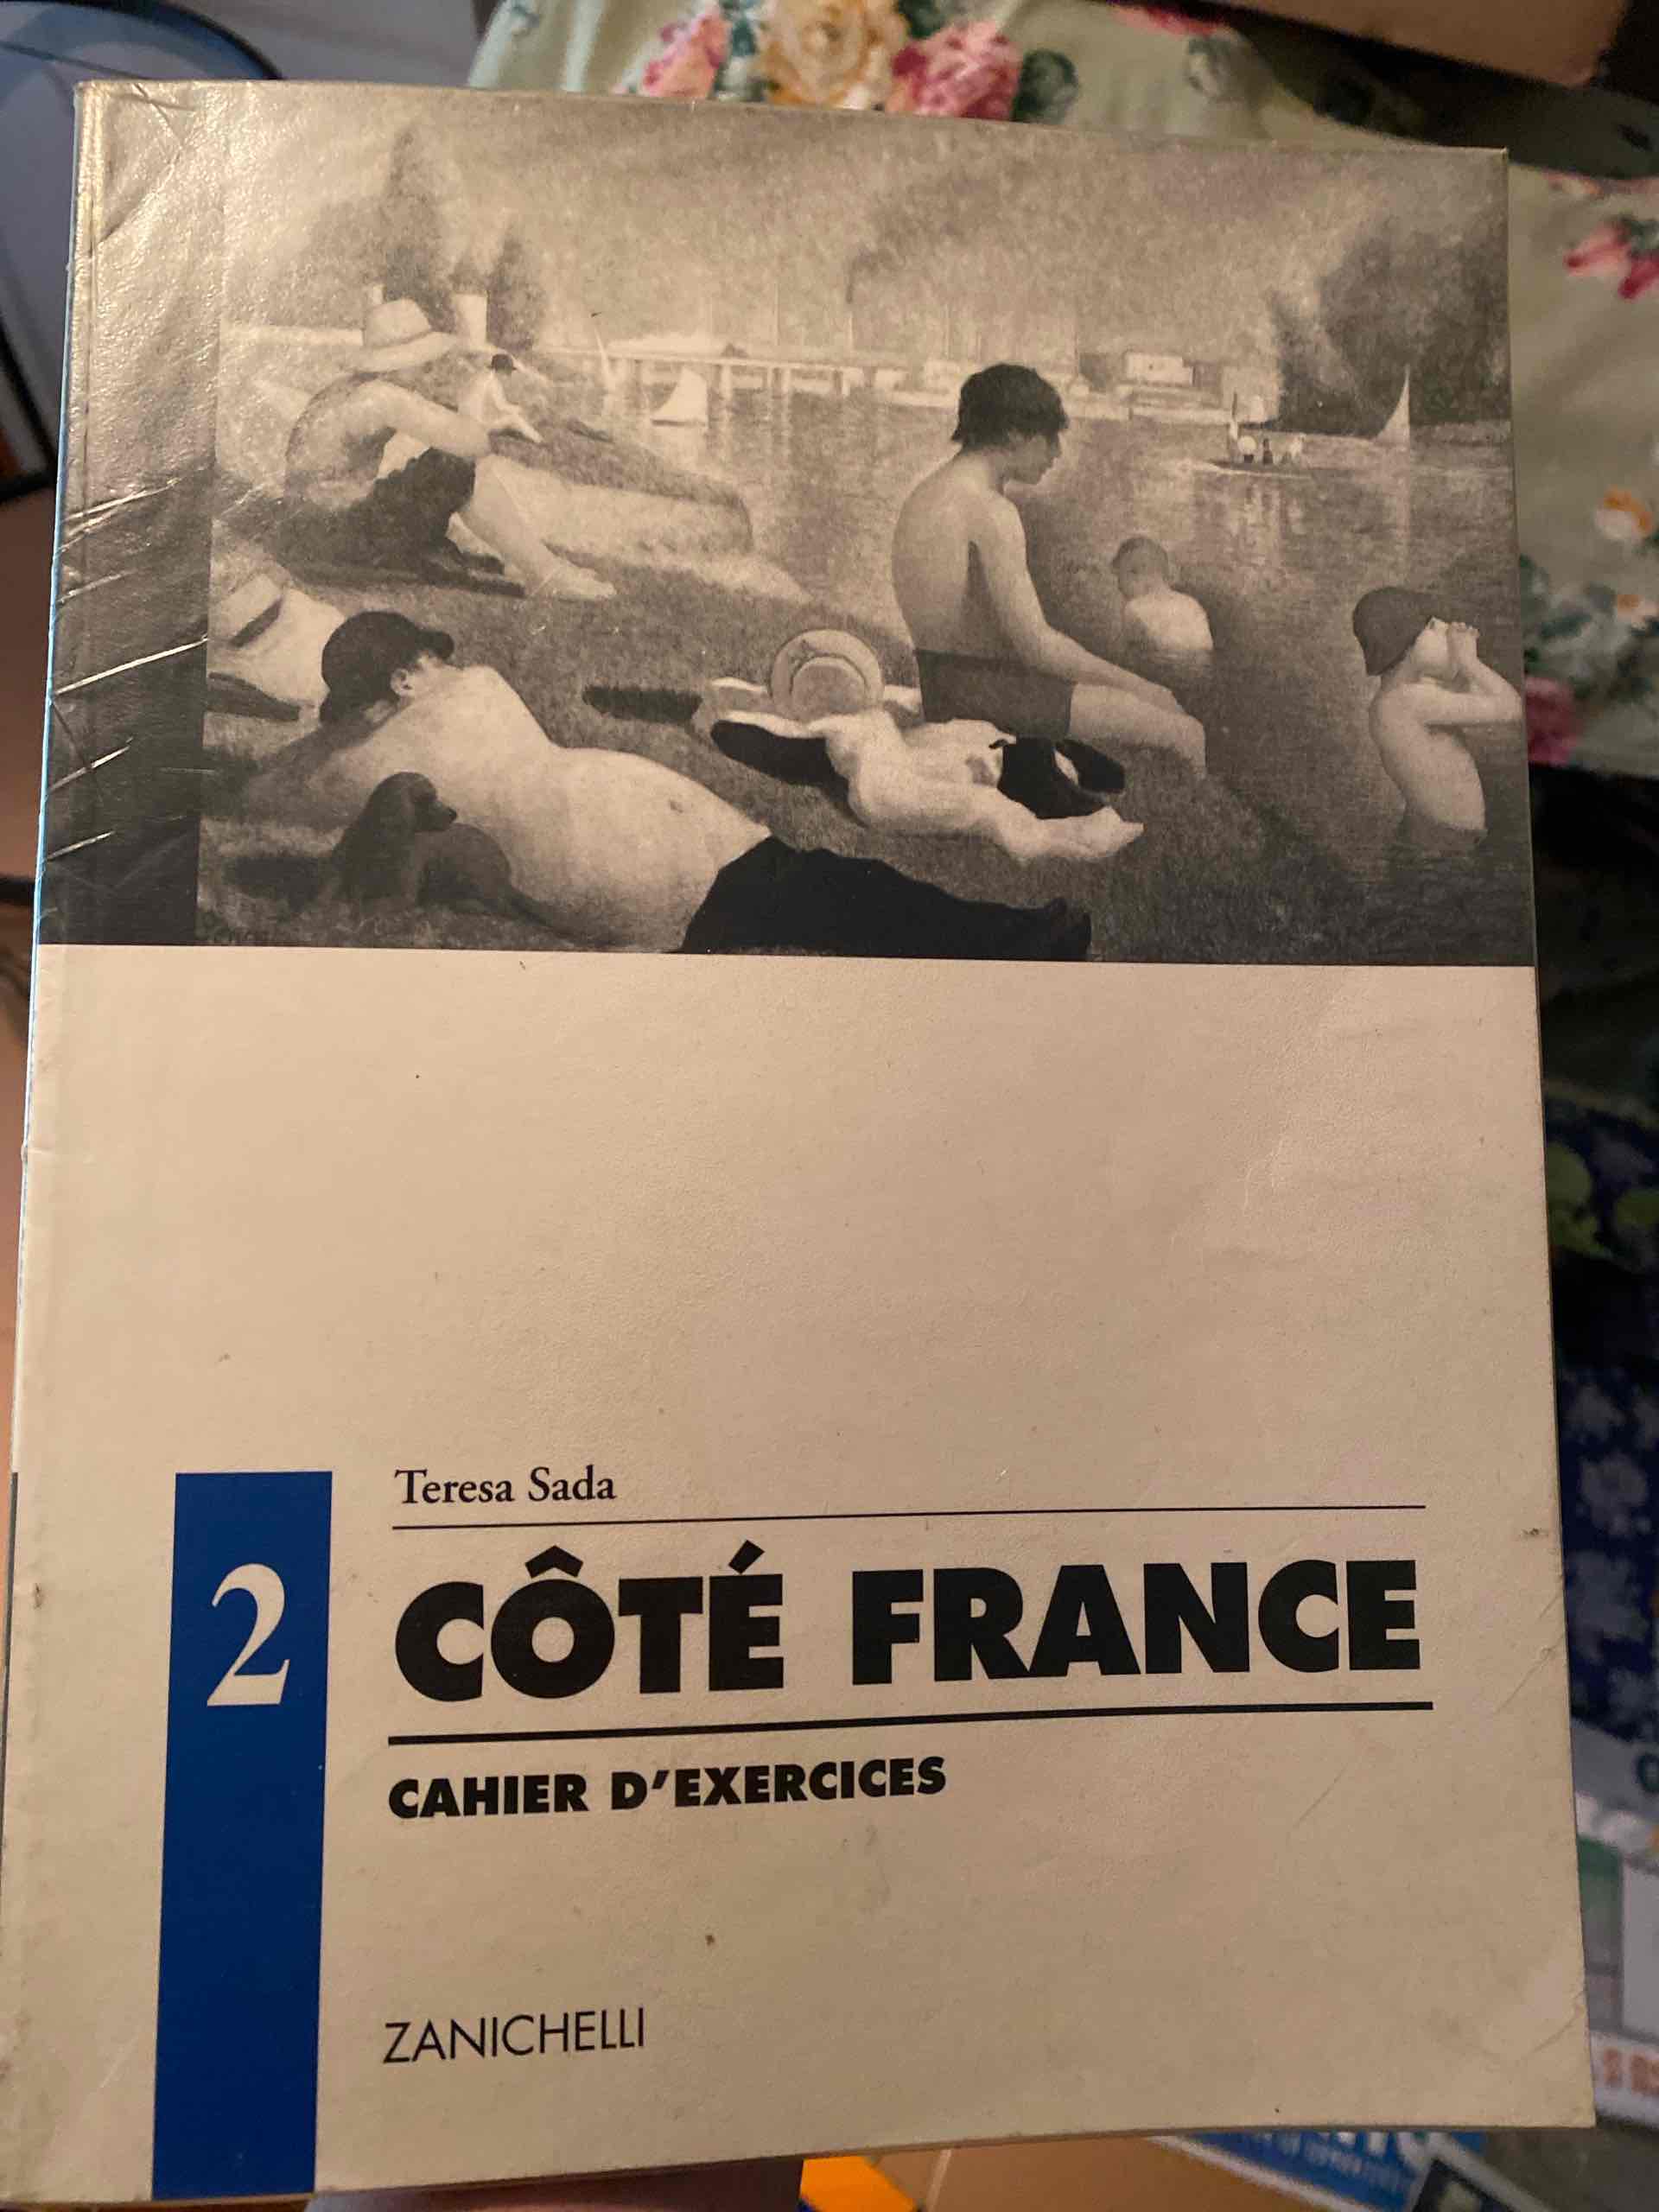 Teresa Sada
2
CÔTÉ FRANCE
CAHIER D'EXERCICES
ZANICHELLI